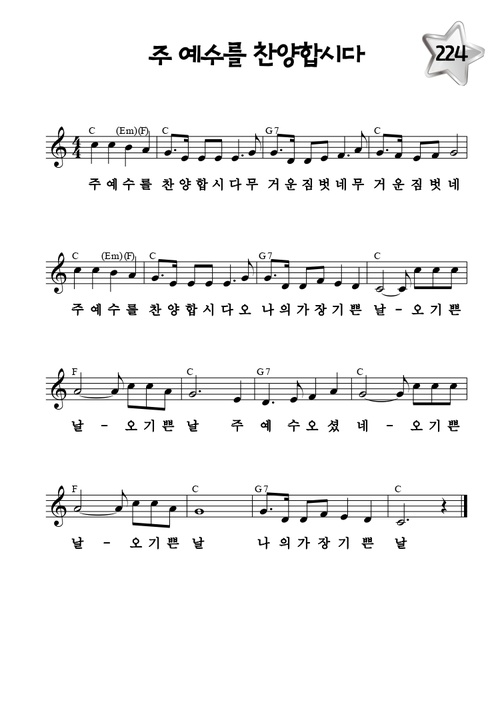 주 예수를 찬양합시다
224
C (Em)(F) C G7 C
주 예 수 를 찬 양 합 시 다 무 거 운 짐 벗 네 무 거 운 짐 벗 네
C (Em)(F) C G7 C
주 예 수 를 찬 양 합 시 다 오 나 의 가 장 기 쁜 날 - 오 기 쁜
F C G7 C
날 - 오 기 쁜 날 주 예 수 오 셨 네 - 오 기 쁜
F C G7 C
날 - 오 기 쁜 날 나 의 가 장 기 쁜 날